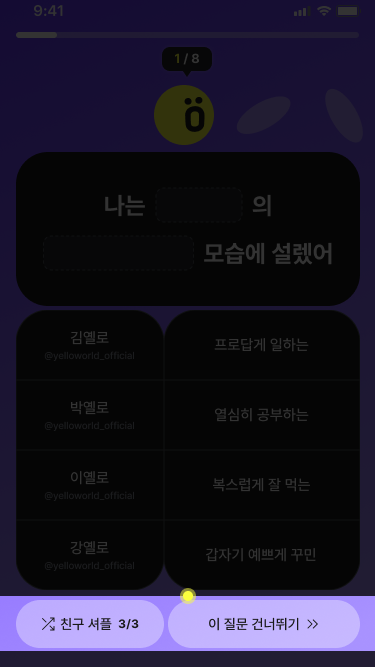 9:41
1 / 8
나는 의
모습에 설렜어
김옐로
@yelloworld_official
프로답게 일하는
박옐로
@yelloworld_official
열심히 공부하는
이옐로
@yelloworld_official
복스럽게 잘 먹는
강옐로
@yelloworld_official
갑자기 예쁘게 꾸민
친구 셔플 3/3
이 질문 건너뛰기